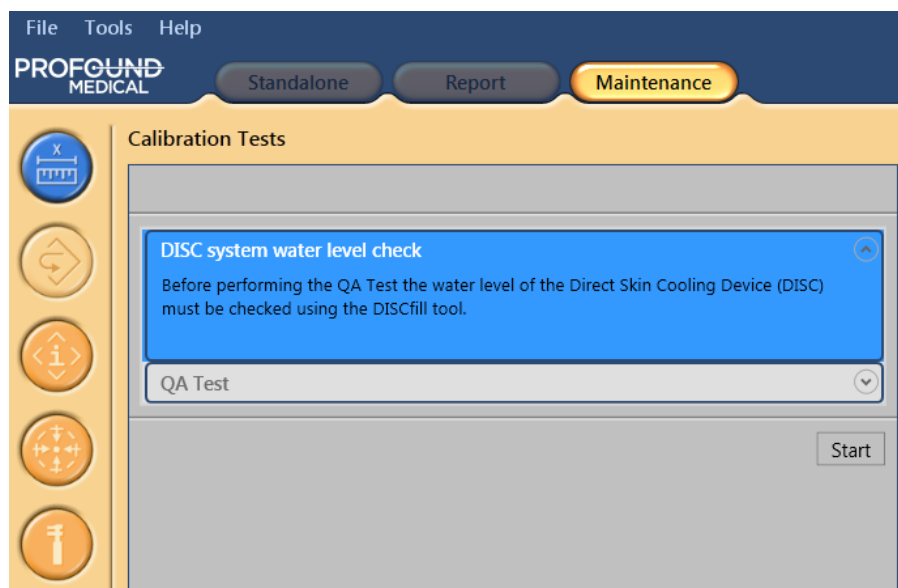 File Tools Help
PROFOUND
MEDICAL
Standalone Report Maintenance
X
Calibration Tests
DISC system water level check
Before performing the QA Test the water level of the Direct Skin Cooling Device (DISC)
must be checked using the DISCfill tool.
QA Test
Start